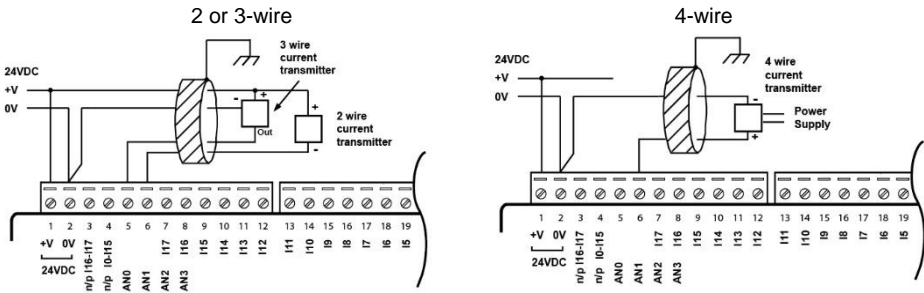 2 or 3-wire
24VDC
+V
0V
3 wire
current
transmitter
+
-
Out
+
-
2 wire
current
transmitter
1 2 3 4 5 6 7 8 9 10 11 12 13 14 15 16 17 18 19
+V 0V n/p I16-I17 n/p I0-I15 AN0 AN1 I17 I16 I15 I14 I13 I12 I11 I10 I9 I8 I7 I6 I5
24VDC
AN2 AN3
4-wire
24VDC
+V
0V
4 wire
current
transmitter
-
+
Power
Supply
1 2 3 4 5 6 7 8 9 10 11 12 13 14 15 16 17 18 19
+V 0V n/p I16-I17 n/p I0-I15 AN0 AN1 I17 I16 I15 I14 I13 I12 I11 I10 I9 I8 I7 I6 I5
24VDC
AN2 AN3